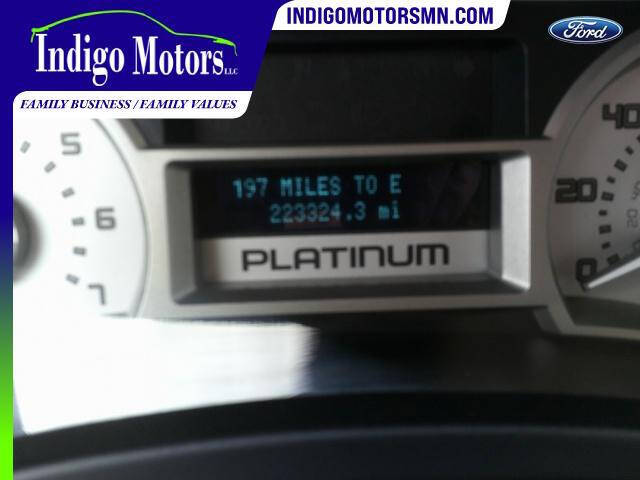 Indigo Motors LLC
FAMILY BUSINESS / FAMILY VALUES
INDIGOMOTORSMN.COM
Ford
5
6
7
197 MILES TO E
223324.3 mi
PLATINUM
40
20
0
20